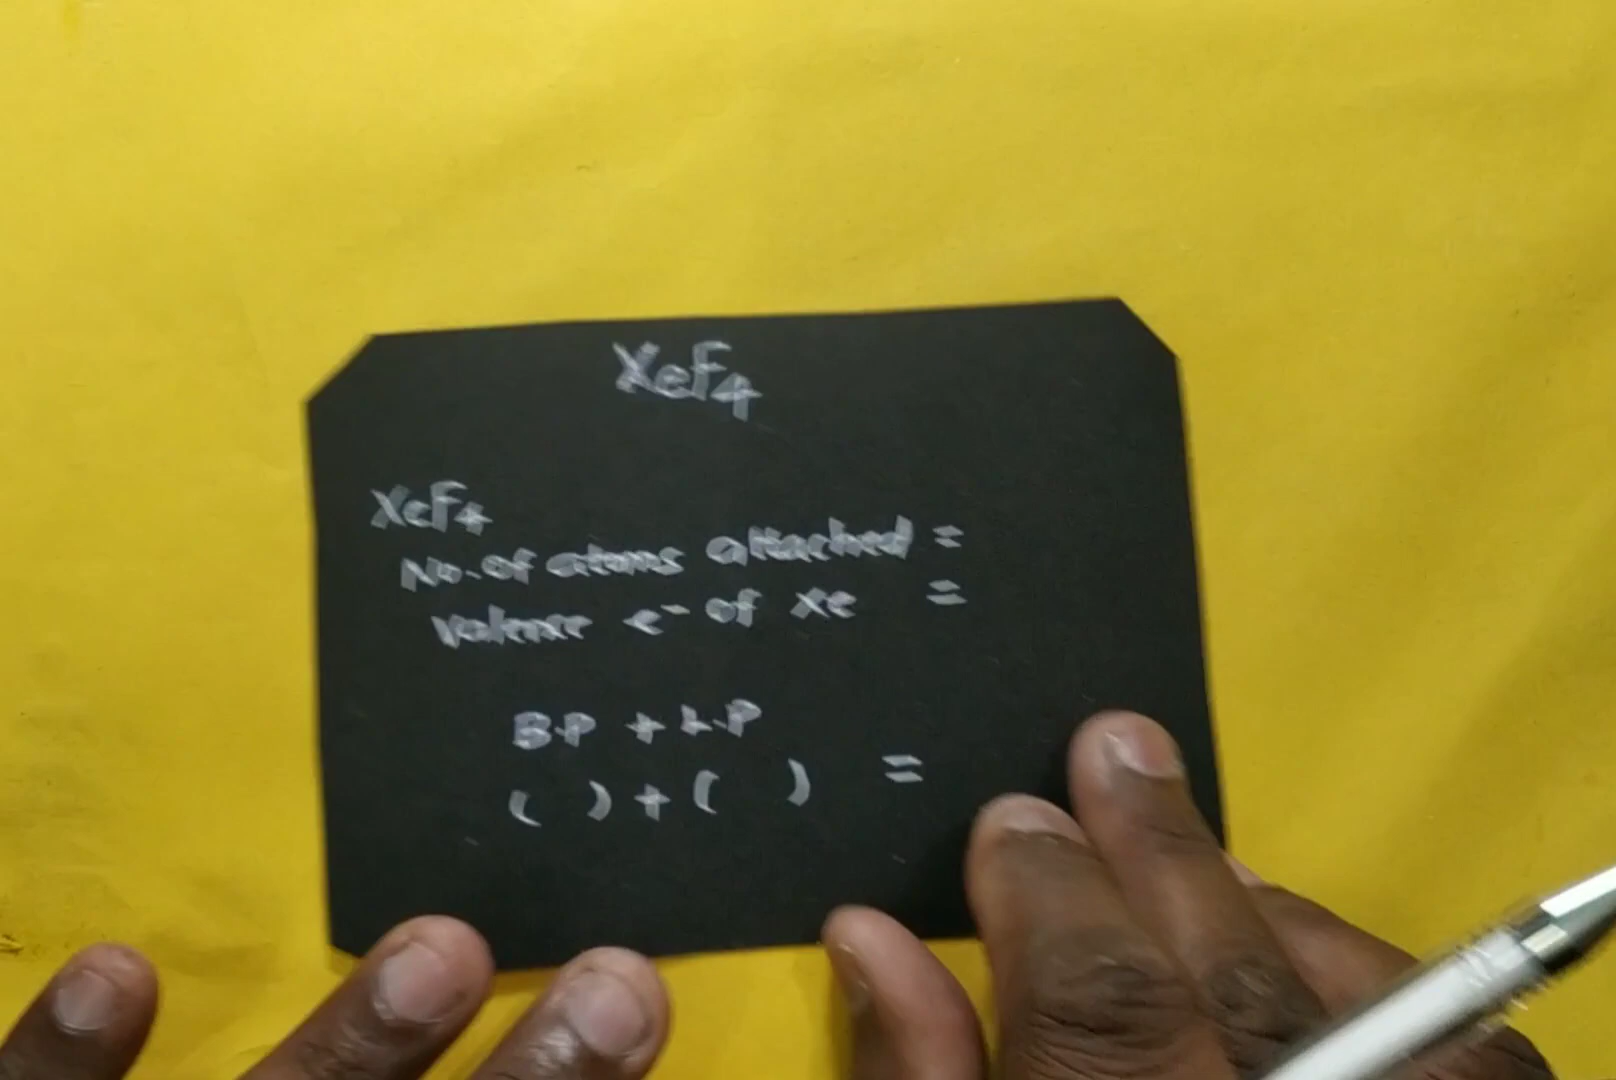 XeF4
XeF4
No. of atoms attached =
Valence e⁻ of Xe =
B.P + L.P
( ) + ( ) =